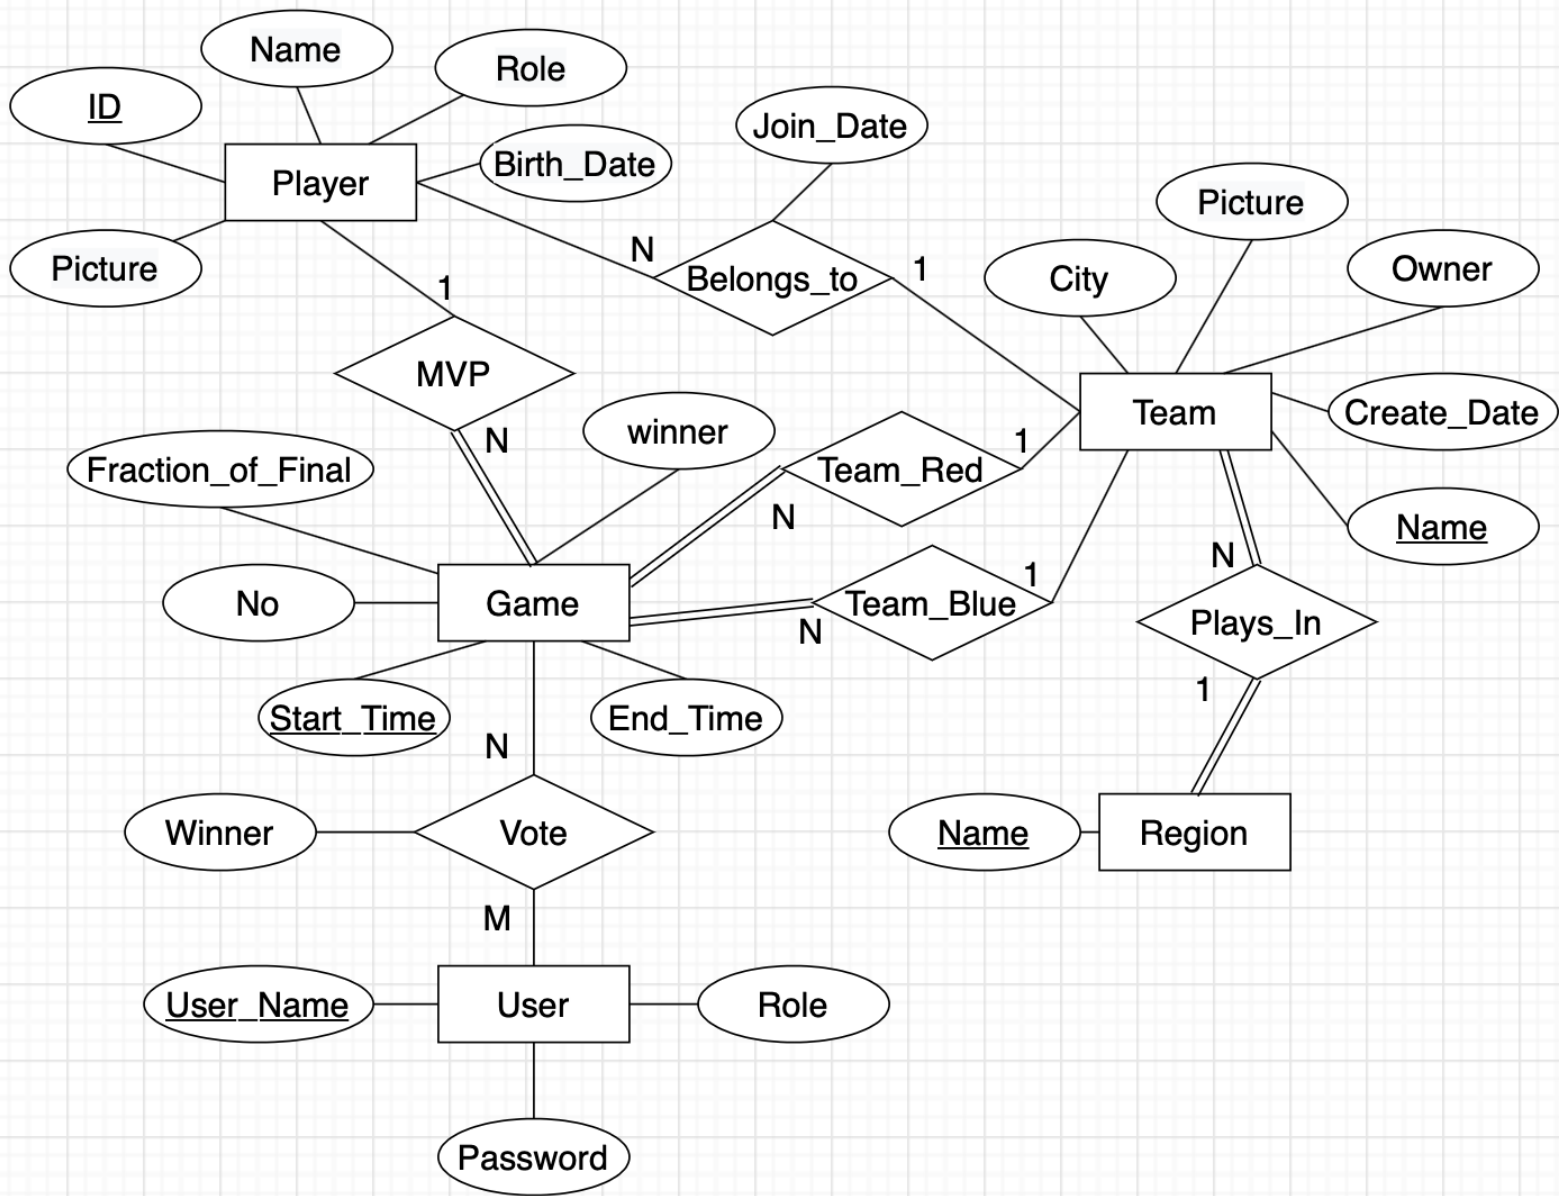 Name
Role
ID
Join_Date
Birth_Date
Player
Picture
Picture
N
1
Owner
Belongs_to
City
1
MVP
Create_Date
Team
winner
N
1
Fraction_of_Final
Team_Red
N
Name
N
1
No
Game
Team_Blue
N
Plays_In
1
Start_Time
End_Time
N
Winner
Vote
Name
Region
M
User_Name
User
Role
Password